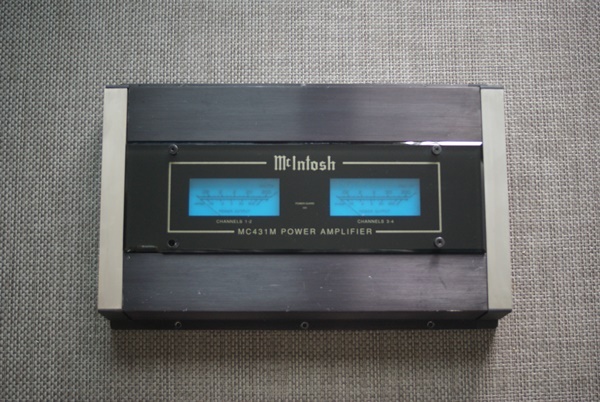 McIntosh
CHANNELS 1-2
CHANNELS 3-4
MC431M POWER AMPLIFIER